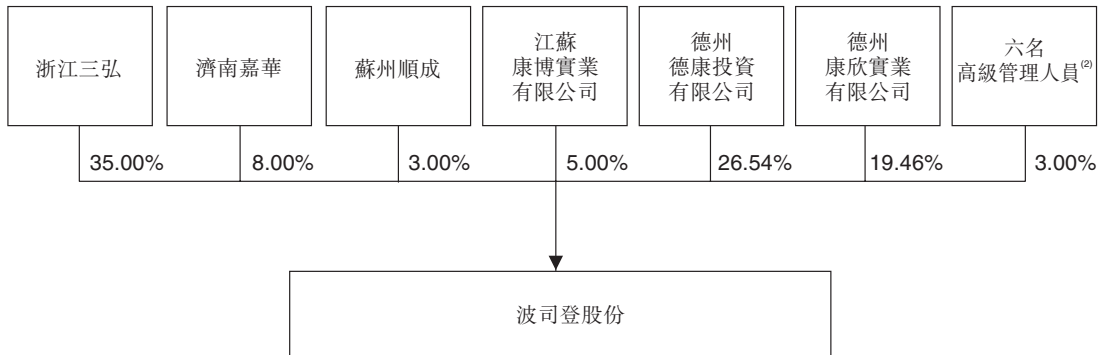 浙江三弘
濟南嘉華
蘇州順成
江蘇
康博實業
有限公司
德州
德康投資
有限公司
德州
康欣實業
有限公司
六名
高級管理人員(2)
35.00%
8.00%
3.00%
5.00%
26.54%
19.46%
3.00%
波司登股份